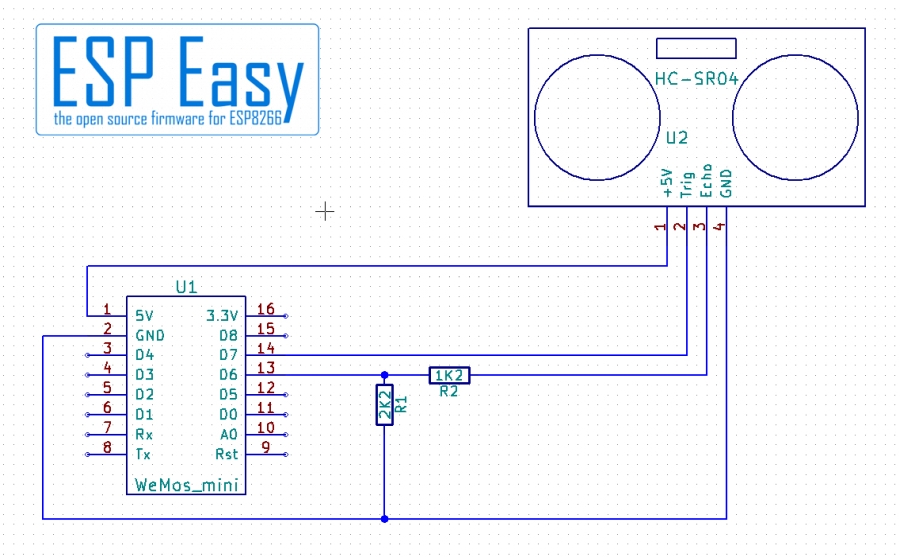 ESP Easy
the open source firmware for ESP8266
HC-SR04
U2
+5V
Trig
Echo
GND
1
2
3
4
U1
1 5V 3.3V 16
2 GND D8 15
3 D4 D7 14
4 D3 D6 13
5 D2 D5 12
6 D1 D0 11
7 Rx A0 10
8 Tx Rst 9
WeMos_mini
1K2
R2
2K2
R1